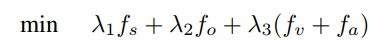 min λ₁fₛ + λ₂fₒ + λ₃(fᵥ + fₐ)